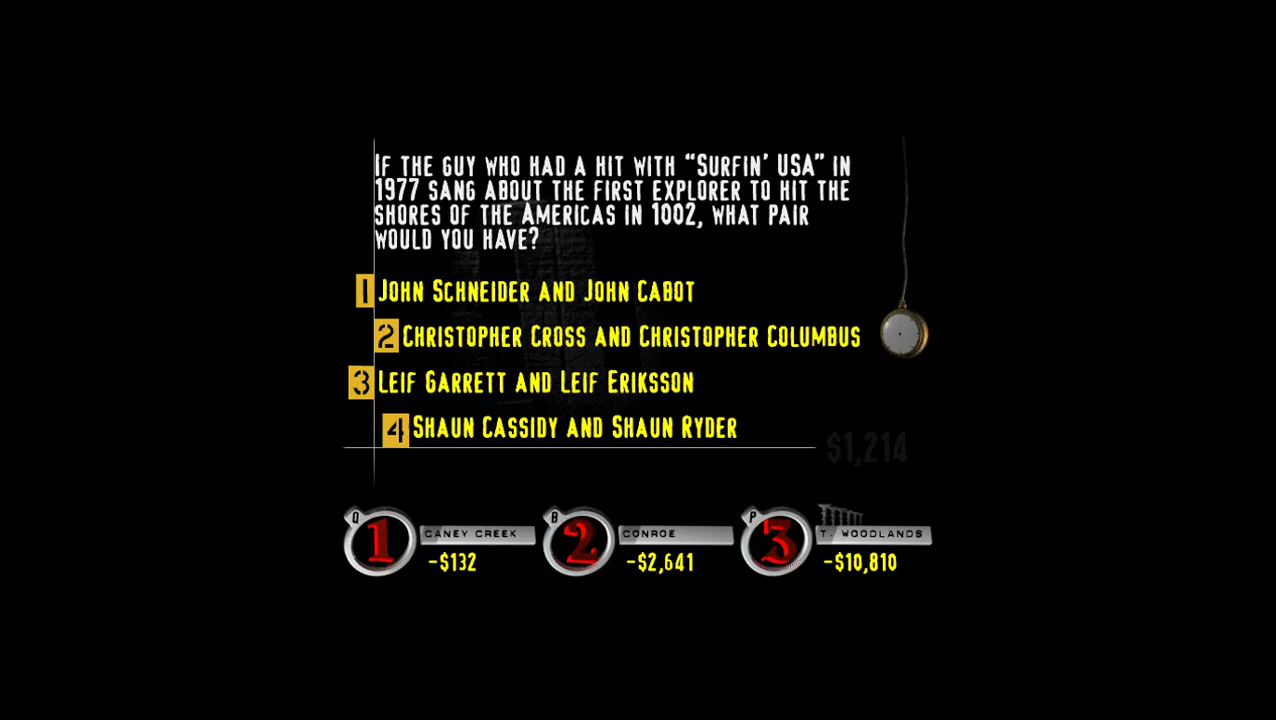 If the guy who had a hit with “Surfin’ USA” in
1977 sang about the first explorer to hit the
shores of the Americas in 1002, what pair
would you have?
1 John Schneider and John Cabot
2 Christopher Cross and Christopher Columbus
3 Leif Garrett and Leif Eriksson
4 Shaun Cassidy and Shaun Ryder
$1,214
Q 1 CANEY CREEK B 2 CONROE P 3 T. WOODLANDS
-$132 -$2,641 -$10,810